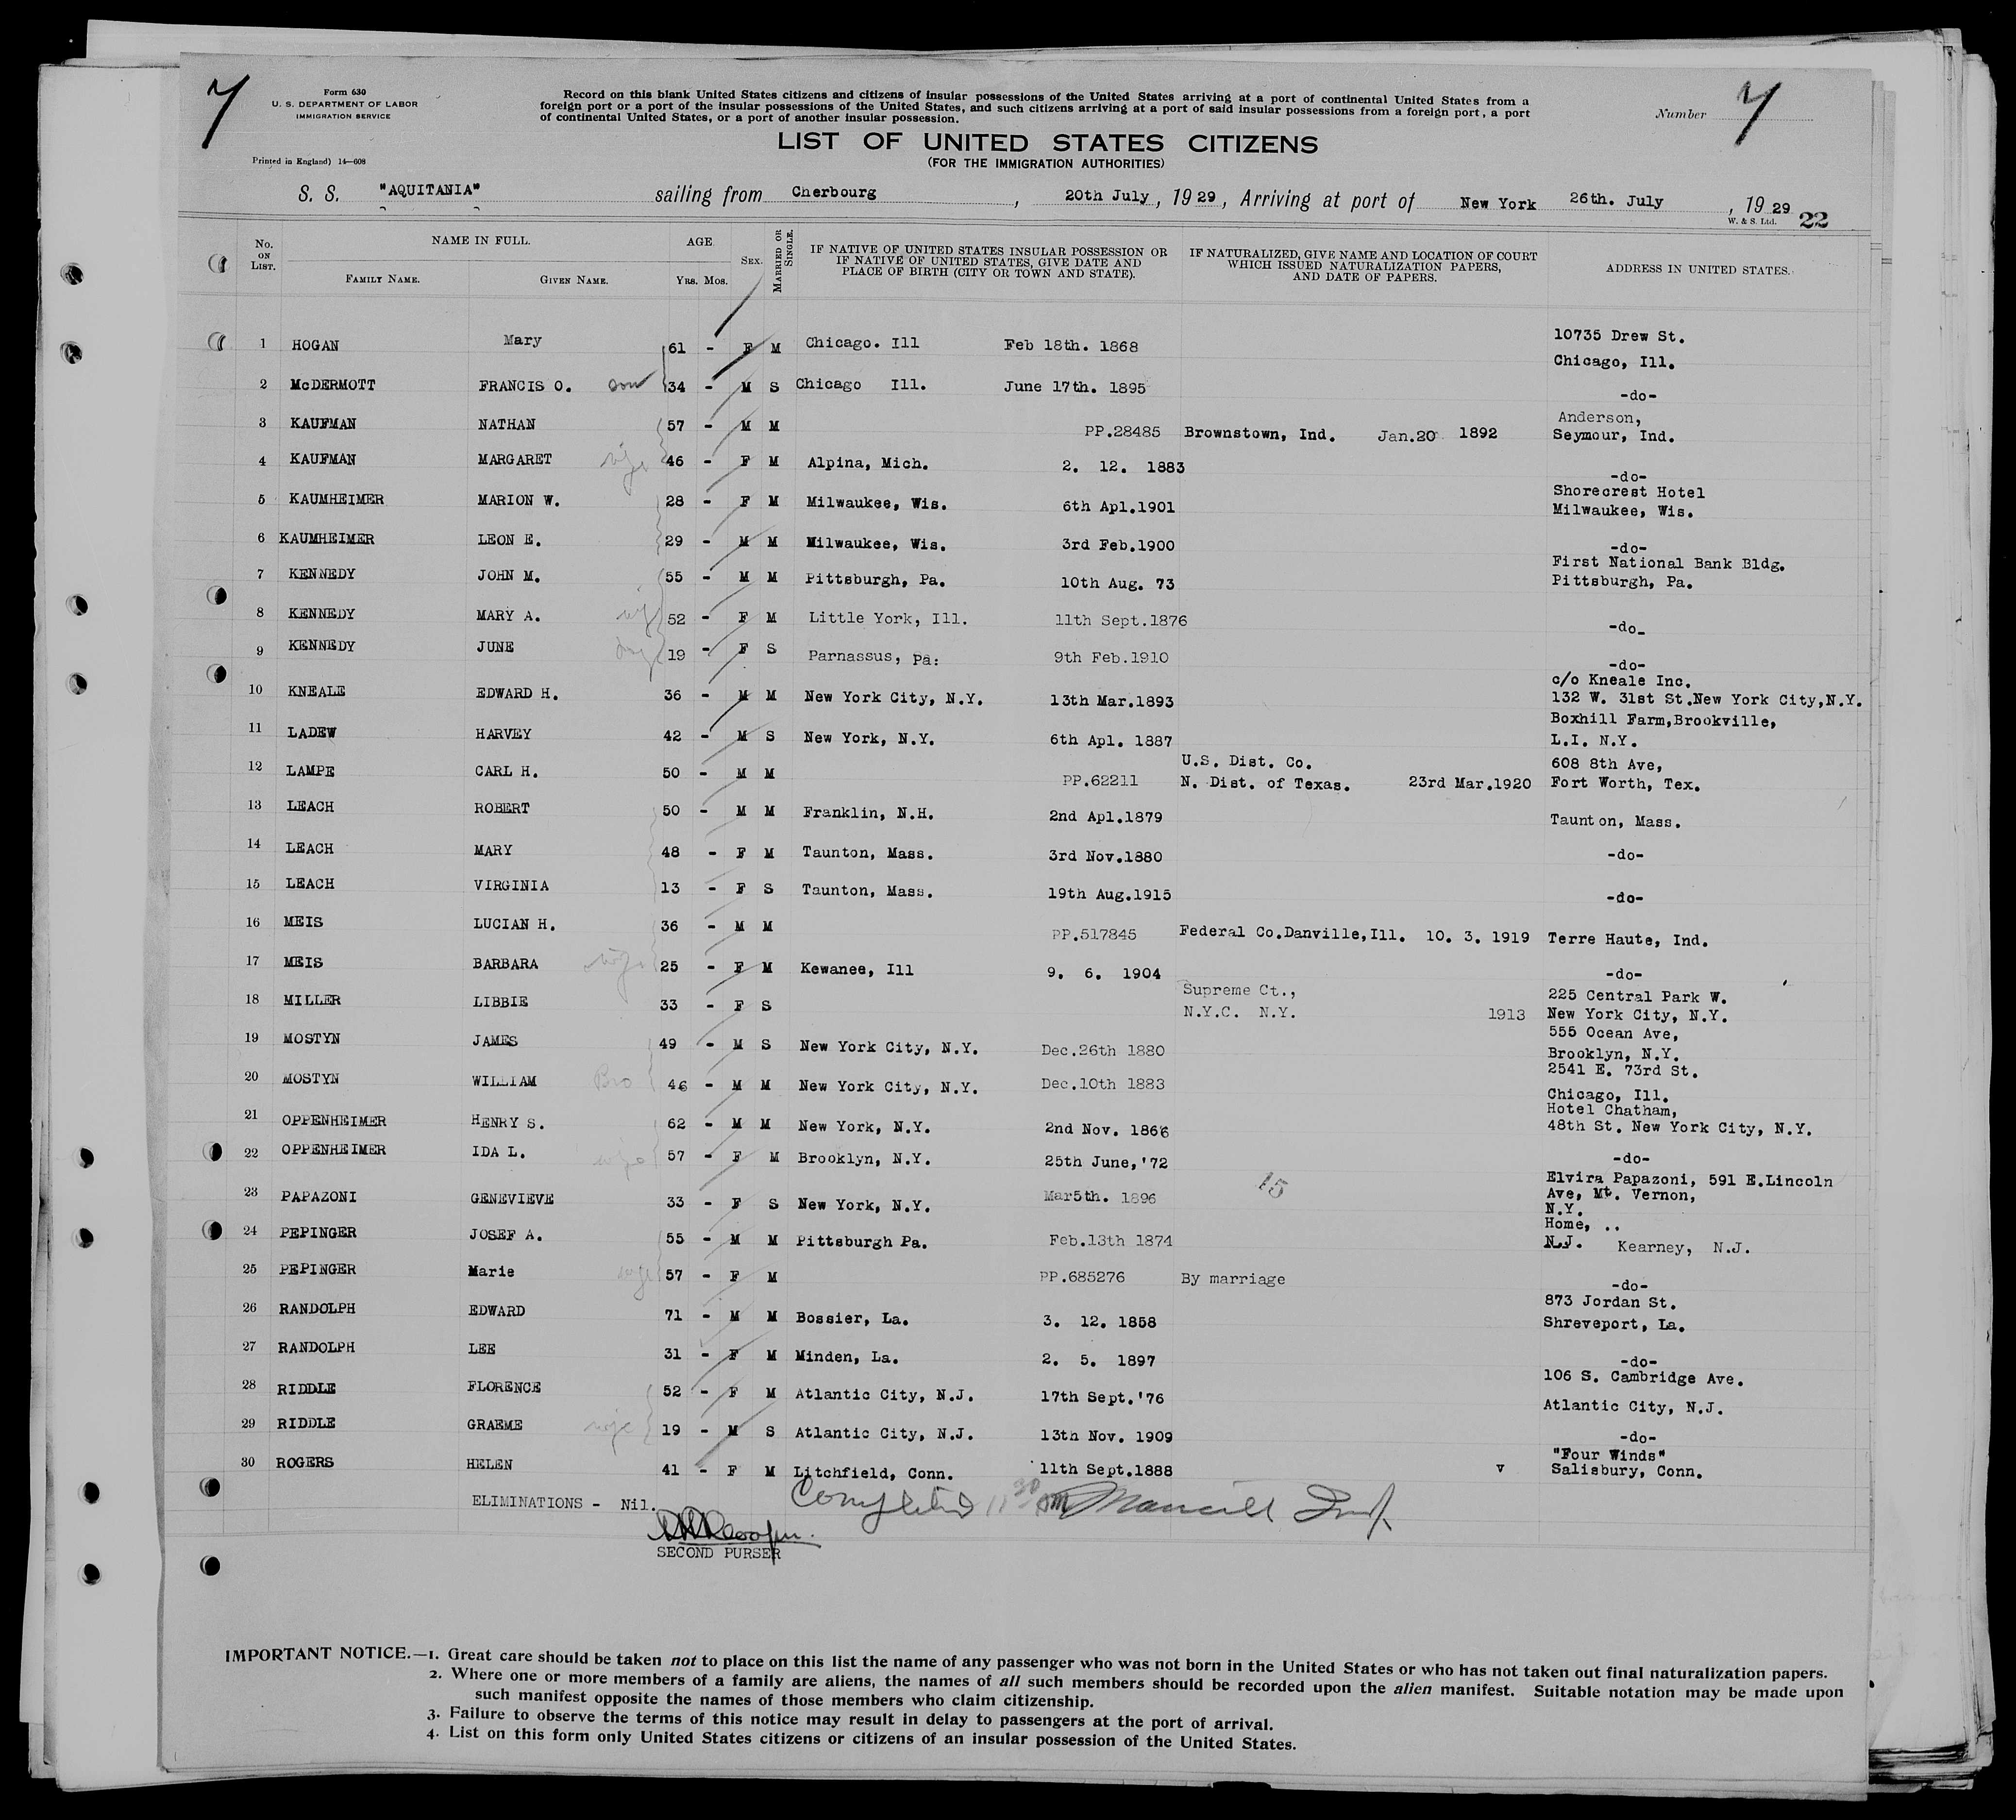 7
Form 630
U. S. DEPARTMENT OF LABOR
IMMIGRATION SERVICE
Printed in England) 14—608
Record on this blank United States citizens and citizens of insular possessions of the United States arriving at a port of continental United States from a
foreign port or a port of the insular possessions of the United States, and such citizens arriving at a port of said insular possessions from a foreign port, a port
of continental United States, or a port of another insular possession.
Number 7
LIST OF UNITED STATES CITIZENS
(FOR THE IMMIGRATION AUTHORITIES)
S. S. "AQUITANIA" sailing from Cherbourg, 20th July, 1929, Arriving at port of New York 26th. July, 1929
W. & S. Ltd. 22
No. ON LIST. NAME IN FULL. FAMILY NAME. GIVEN NAME. AGE YRS. MOS. SEX. MARRIED OR SINGLE. IF NATIVE OF UNITED STATES INSULAR POSSESSION OR IF NATIVE OF UNITED STATES, GIVE DATE AND PLACE OF BIRTH (CITY OR TOWN AND STATE). IF NATURALIZED, GIVE NAME AND LOCATION OF COURT WHICH ISSUED NATURALIZATION PAPERS, AND DATE OF PAPERS. ADDRESS IN UNITED STATES.
1 HOGAN Mary 61 - F M Chicago. Ill Feb 18th. 1868 10735 Drew St.
Chicago, Ill.
2 McDERMOTT FRANCIS O. son 34 - M S Chicago Ill. June 17th. 1895 -do-
3 KAUFMAN NATHAN 57 - M M PP.28485 Brownstown, Ind. Jan.20 1892 Anderson,
Seymour, Ind.
4 KAUFMAN MARGARET wife 46 - F M Alpina, Mich. 2. 12. 1883 -do-
5 KAUMHEIMER MARION W. 28 - F M Milwaukee, Wis. 6th Apl.1901 Shorecrest Hotel
Milwaukee, Wis.
6 KAUMHEIMER LEON E. 29 - M M Milwaukee, Wis. 3rd Feb.1900 -do-
7 KENNEDY JOHN M. 55 - M M Pittsburgh, Pa. 10th Aug. 73 First National Bank Bldg.
Pittsburgh, Pa.
8 KENNEDY MARY A. wf 52 - F M Little York, Ill. 11th Sept.1876 -do_
9 KENNEDY JUNE 19 - F S Parnassus, Pa: 9th Feb.1910 -do-
10 KNEALE EDWARD H. 36 - M M New York City, N.Y. 13th Mar.1893 c/o Kneale Inc.
132 W. 31st St.New York City,N.Y.
11 LADEW HARVEY 42 - M S New York, N.Y. 6th Apl. 1887 Boxhill Farm,Brookville,
L.I. N.Y.
12 LAMPE CARL H. 50 - M M PP.62211 U.S. Dist. Co.
N. Dist. of Texas. 23rd Mar.1920 608 8th Ave,
Fort Worth, Tex.
13 LEACH ROBERT 50 - M M Franklin, N.H. 2nd Apl.1879 Taunton, Mass.
14 LEACH MARY 48 - F M Taunton, Mass. 3rd Nov.1880 -do-
15 LEACH VIRGINIA 13 - F S Taunton, Mass. 19th Aug.1915 -do-
16 MEIS LUCIAN H. 36 - M M PP.517845 Federal Co.Danville,Ill. 10. 3. 1919 Terre Haute, Ind.
17 MEIS BARBARA wife 25 - F M Kewanee, Ill 9. 6. 1904 -do-
18 MILLER LIBBIE 33 - F S Supreme Ct.,
N.Y.C. N.Y. 1913 225 Central Park W.
New York City, N.Y.
19 MOSTYN JAMES 49 - M S New York City, N.Y. Dec.26th 1880 555 Ocean Ave,
Brooklyn, N.Y.
20 MOSTYN WILLIAM Bro 46 - M M New York City, N.Y. Dec.10th 1883 2541 E. 73rd St.
Chicago, Ill.
21 OPPENHEIMER HENRY S. 62 - M M New York, N.Y. 2nd Nov. 1866 Hotel Chatham,
48th St. New York City, N.Y.
22 OPPENHEIMER IDA L. wife 57 - F M Brooklyn, N.Y. 25th June,'72 -do-
23 PAPAZONI GENEVIEVE 33 - F S New York, N.Y. Mar5th. 1896 15 Elvira Papazoni, 591 E.Lincoln
Ave, Mt. Vernon,
N.Y.
24 PEPINGER JOSEF A. 55 - M M Pittsburgh Pa. Feb.13th 1874 Home, ..
N.J. Kearney, N.J.
25 PEPINGER Marie wife 57 - F M PP.685276 By marriage -do-
26 RANDOLPH EDWARD 71 - M M Bossier, La. 3. 12. 1858 873 Jordan St.
Shreveport, La.
27 RANDOLPH LEE 31 - F M Minden, La. 2. 5. 1897 -do-
28 RIDDLE FLORENCE 52 - F M Atlantic City, N.J. 17th Sept.'76 106 S. Cambridge Ave.
Atlantic City, N.J.
29 RIDDLE GRAEME wife 19 - M S Atlantic City, N.J. 13th Nov. 1909 -do-
30 ROGERS HELEN 41 - F M Litchfield, Conn. 11th Sept.1888 v "Four Winds"
Salisbury, Conn.
ELIMINATIONS - Nil. Completed 11 30 am
SECOND PURSER
IMPORTANT NOTICE.—1. Great care should be taken not to place on this list the name of any passenger who was not born in the United States or who has not taken out final naturalization papers.
2. Where one or more members of a family are aliens, the names of all such members should be recorded upon the alien manifest. Suitable notation may be made upon
such manifest opposite the names of those members who claim citizenship.
3. Failure to observe the terms of this notice may result in delay to passengers at the port of arrival.
4. List on this form only United States citizens or citizens of an insular possession of the United States.